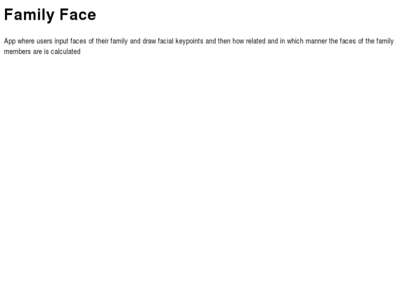 Family Face
App where users input faces of their family and draw facial keypoints and then how related and in which manner the faces of the family
members are is calculated